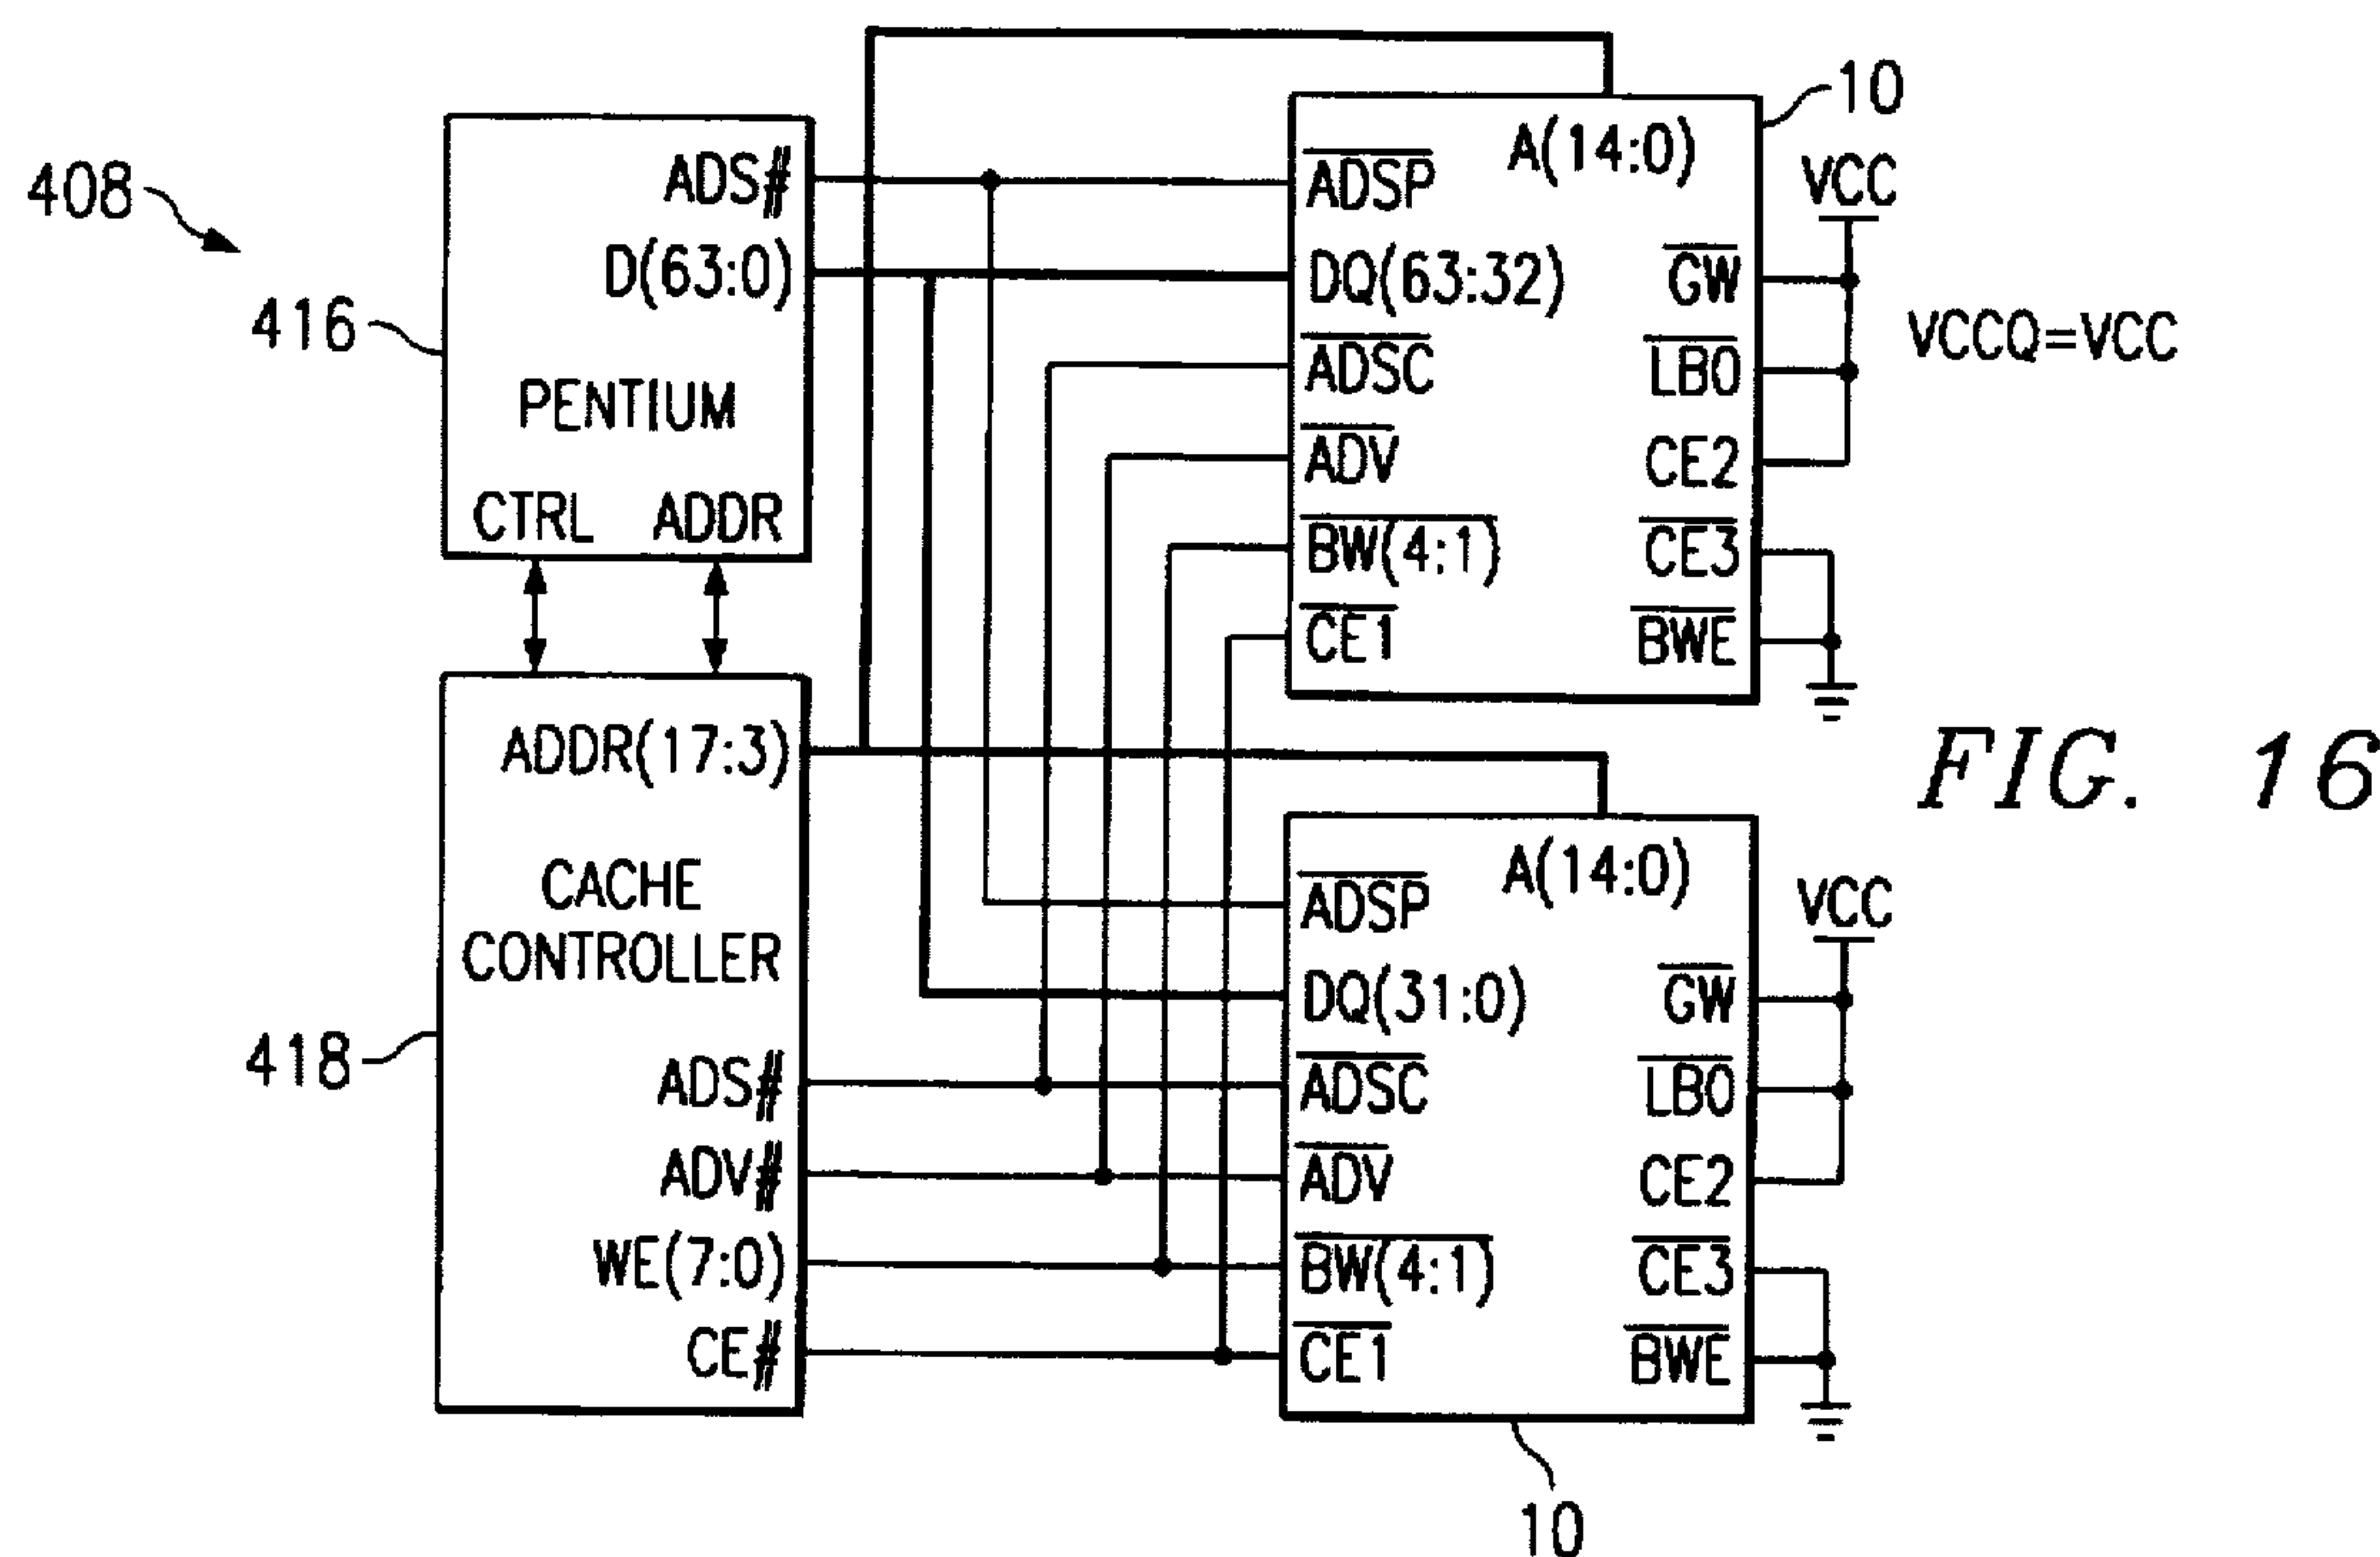 408
416
ADS#
D(63:0)
PENTIUM
CTRL ADDR
10
A(14:0)
ADSP
DQ(63:32)
ADSC
ADV
BW(4:1)
CE1
VCC
GW
LBO
CE2
CE3
BWE
VCCQ=VCC
418
ADDR(17:3)
CACHE
CONTROLLER
ADS#
ADV#
WE(7:0)
CE#
A(14:0)
ADSP
DQ(31:0)
ADSC
ADV
BW(4:1)
CE1
VCC
GW
LBO
CE2
CE3
BWE
10
FIG. 16